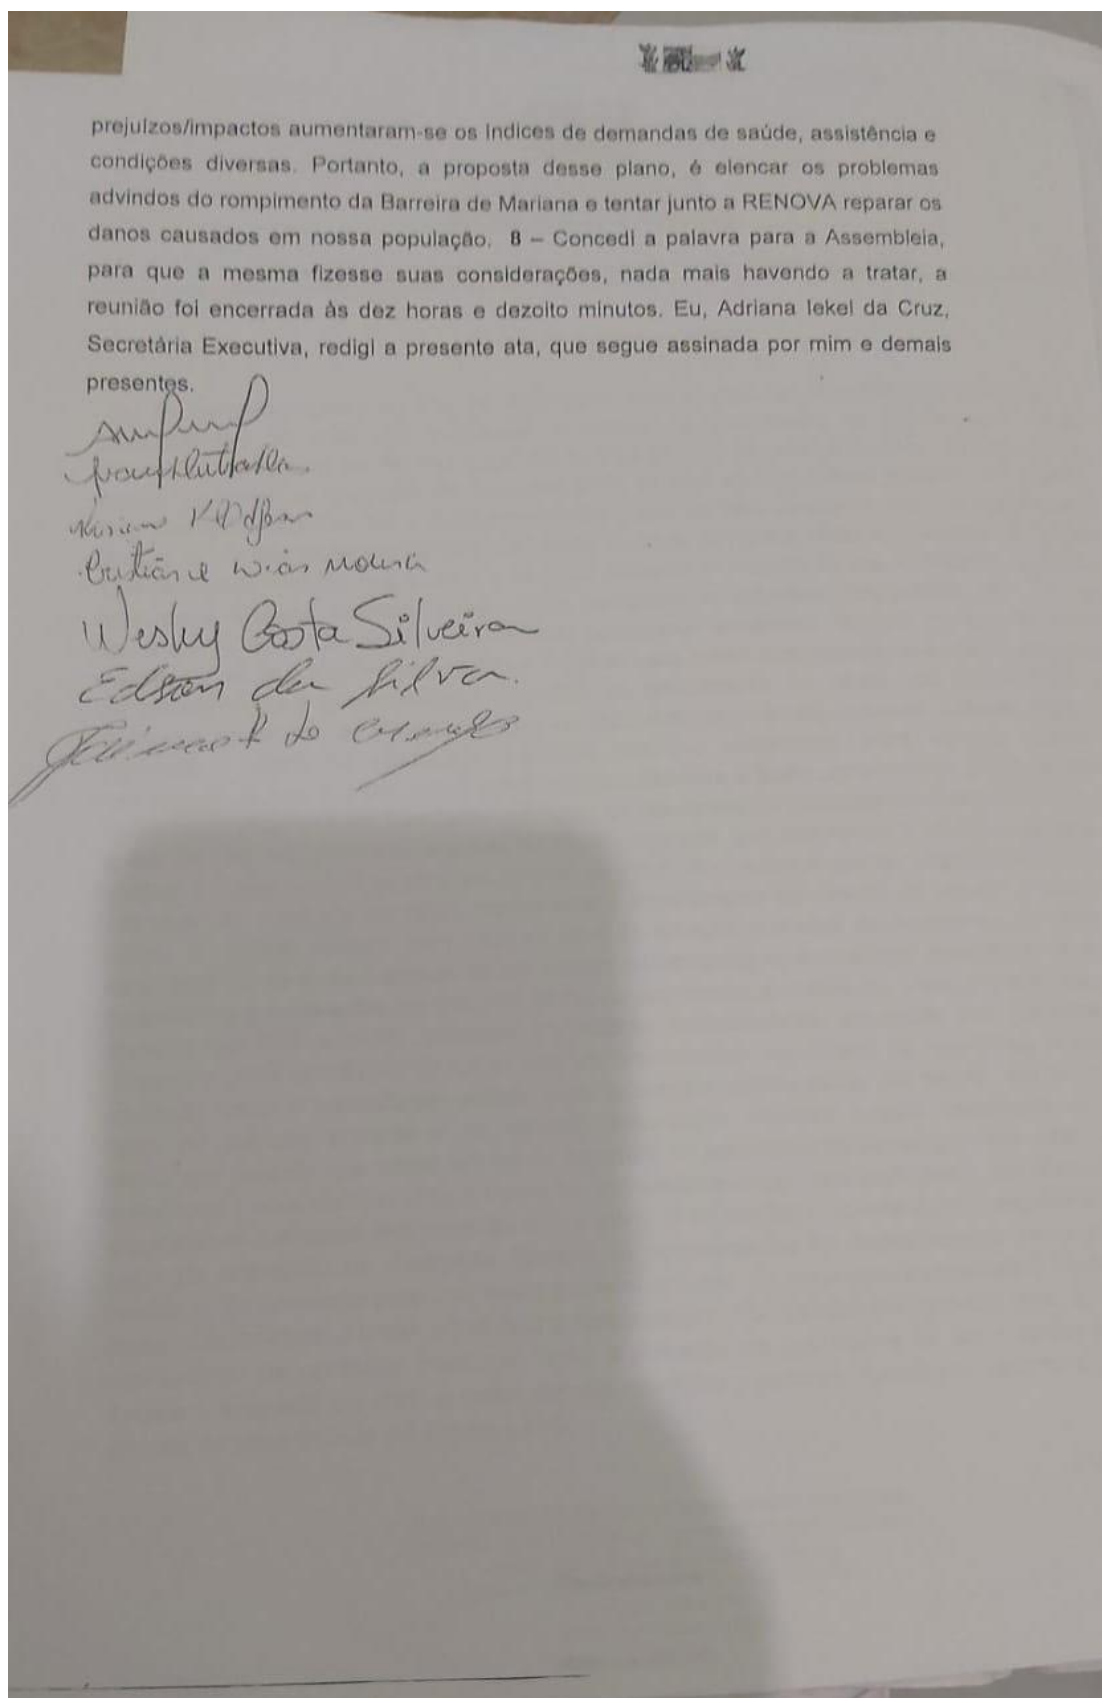 prejuízos/impactos aumentaram-se os índices de demandas de saúde, assistência e
condições diversas. Portanto, a proposta desse plano, é elencar os problemas
advindos do rompimento da Barreira de Mariana e tentar junto a RENOVA reparar os
danos causados em nossa população. 8 – Concedi a palavra para a Assembleia,
para que a mesma fizesse suas considerações, nada mais havendo a tratar, a
reunião foi encerrada às dez horas e dezoito minutos. Eu, Adriana Iekel da Cruz,
Secretária Executiva, redigi a presente ata, que segue assinada por mim e demais
presentes.
Wesley Costa Silveira
Edson da Silva.